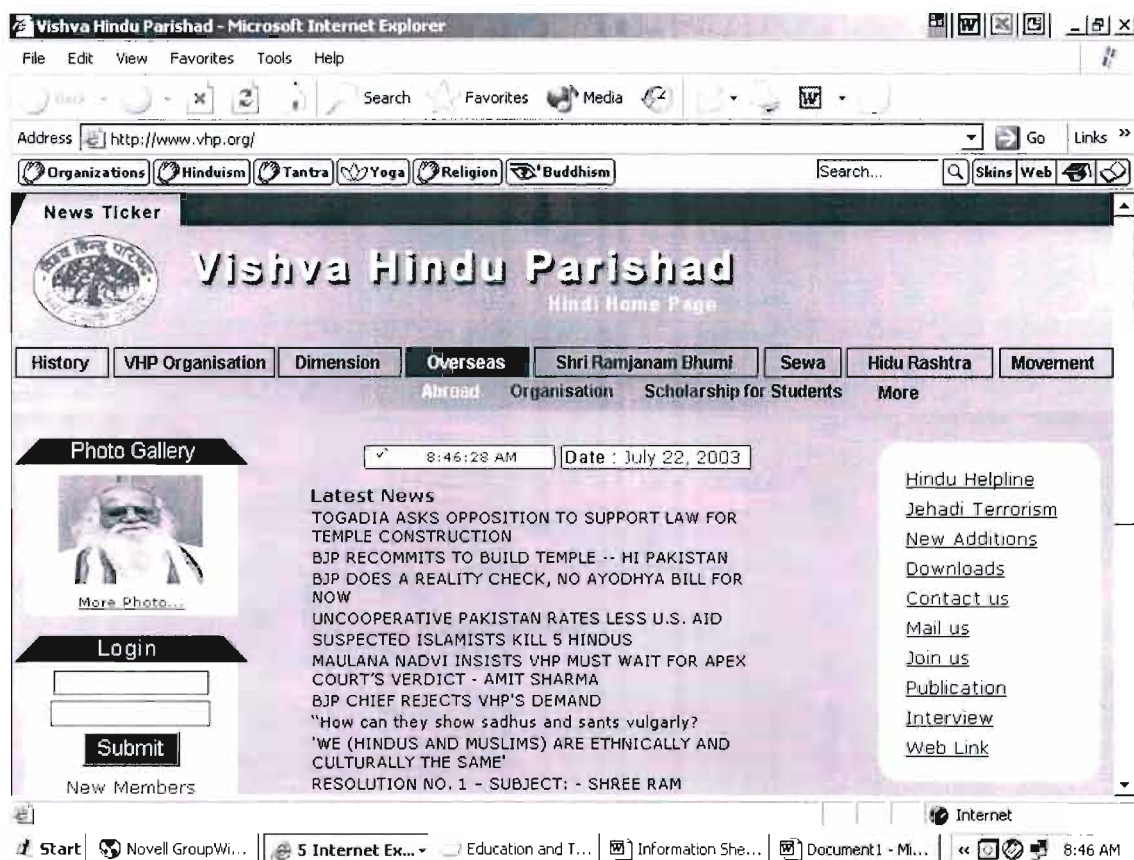 Vishva Hindu Parishad - Microsoft Internet Explorer
File Edit View Favorites Tools Help
Back Search Favorites Media
Address http://www.vhp.org/ Go Links »
Organizations Hinduism Tantra Yoga Religion Buddhism Search... Skins Web
News Ticker
Vishva Hindu Parishad
Hindi Home Page
History VHP Organisation Dimension Overseas Shri Ramjanam Bhumi Sewa Hidu Rashtra Movement
Abroad Organisation Scholarship for Students More
Photo Gallery
More Photo...
Login
Submit
New Members
8:46:28 AM Date : July 22, 2003
Latest News
TOGADIA ASKS OPPOSITION TO SUPPORT LAW FOR
TEMPLE CONSTRUCTION
BJP RECOMMITS TO BUILD TEMPLE -- HI PAKISTAN
BJP DOES A REALITY CHECK, NO AYODHYA BILL FOR
NOW
UNCOOPERATIVE PAKISTAN RATES LESS U.S. AID
SUSPECTED ISLAMISTS KILL 5 HINDUS
MAULANA NADVI INSISTS VHP MUST WAIT FOR APEX
COURT'S VERDICT - AMIT SHARMA
BJP CHIEF REJECTS VHP'S DEMAND
"How can they show sadhus and sants vulgarly?
'WE (HINDUS AND MUSLIMS) ARE ETHNICALLY AND
CULTURALLY THE SAME'
RESOLUTION NO. 1 - SUBJECT: - SHREE RAM
Hindu Helpline
Jehadi Terrorism
New Additions
Downloads
Contact us
Mail us
Join us
Publication
Interview
Web Link
Internet
Start Novell GroupWi... 5 Internet Ex... Education and T... Information She... Document1 - Mi... « 8:46 AM